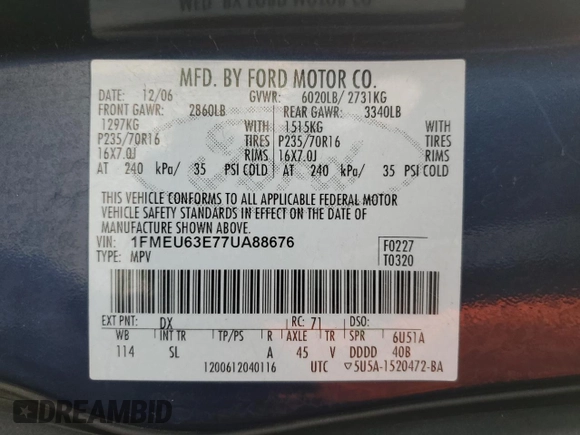 MFD. BY FORD MOTOR CO
MFD. BY FORD MOTOR CO.
DATE: 12/06 GVWR: 6020LB/ 2731KG
FRONT GAWR: 2860LB REAR GAWR: 3340LB
1297KG WITH 1515KG WITH
P235/70R16 TIRES P235/70R16 TIRES
16X7.0J RIMS 16X7.0J RIMS
AT 240 kPa/ 35 PSI COLD AT 240 kPa/ 35 PSI COLD
THIS VEHICLE CONFORMS TO ALL APPLICABLE FEDERAL MOTOR
VEHICLE SAFETY STANDARDS IN EFFECT ON THE DATE OF
MANUFACTURE SHOWN ABOVE.
VIN: 1FMEU63E77UA88676 F0227
TYPE: MPV T0320
EXT PNT: DX RC: 71 DSO:
WB INT TR TP/PS R AXLE TR SPR 6U51A
114 SL A 45 V DDDD 40B
1200612040116 UTC ▽5U5A-1520472-BA
DREAMBID